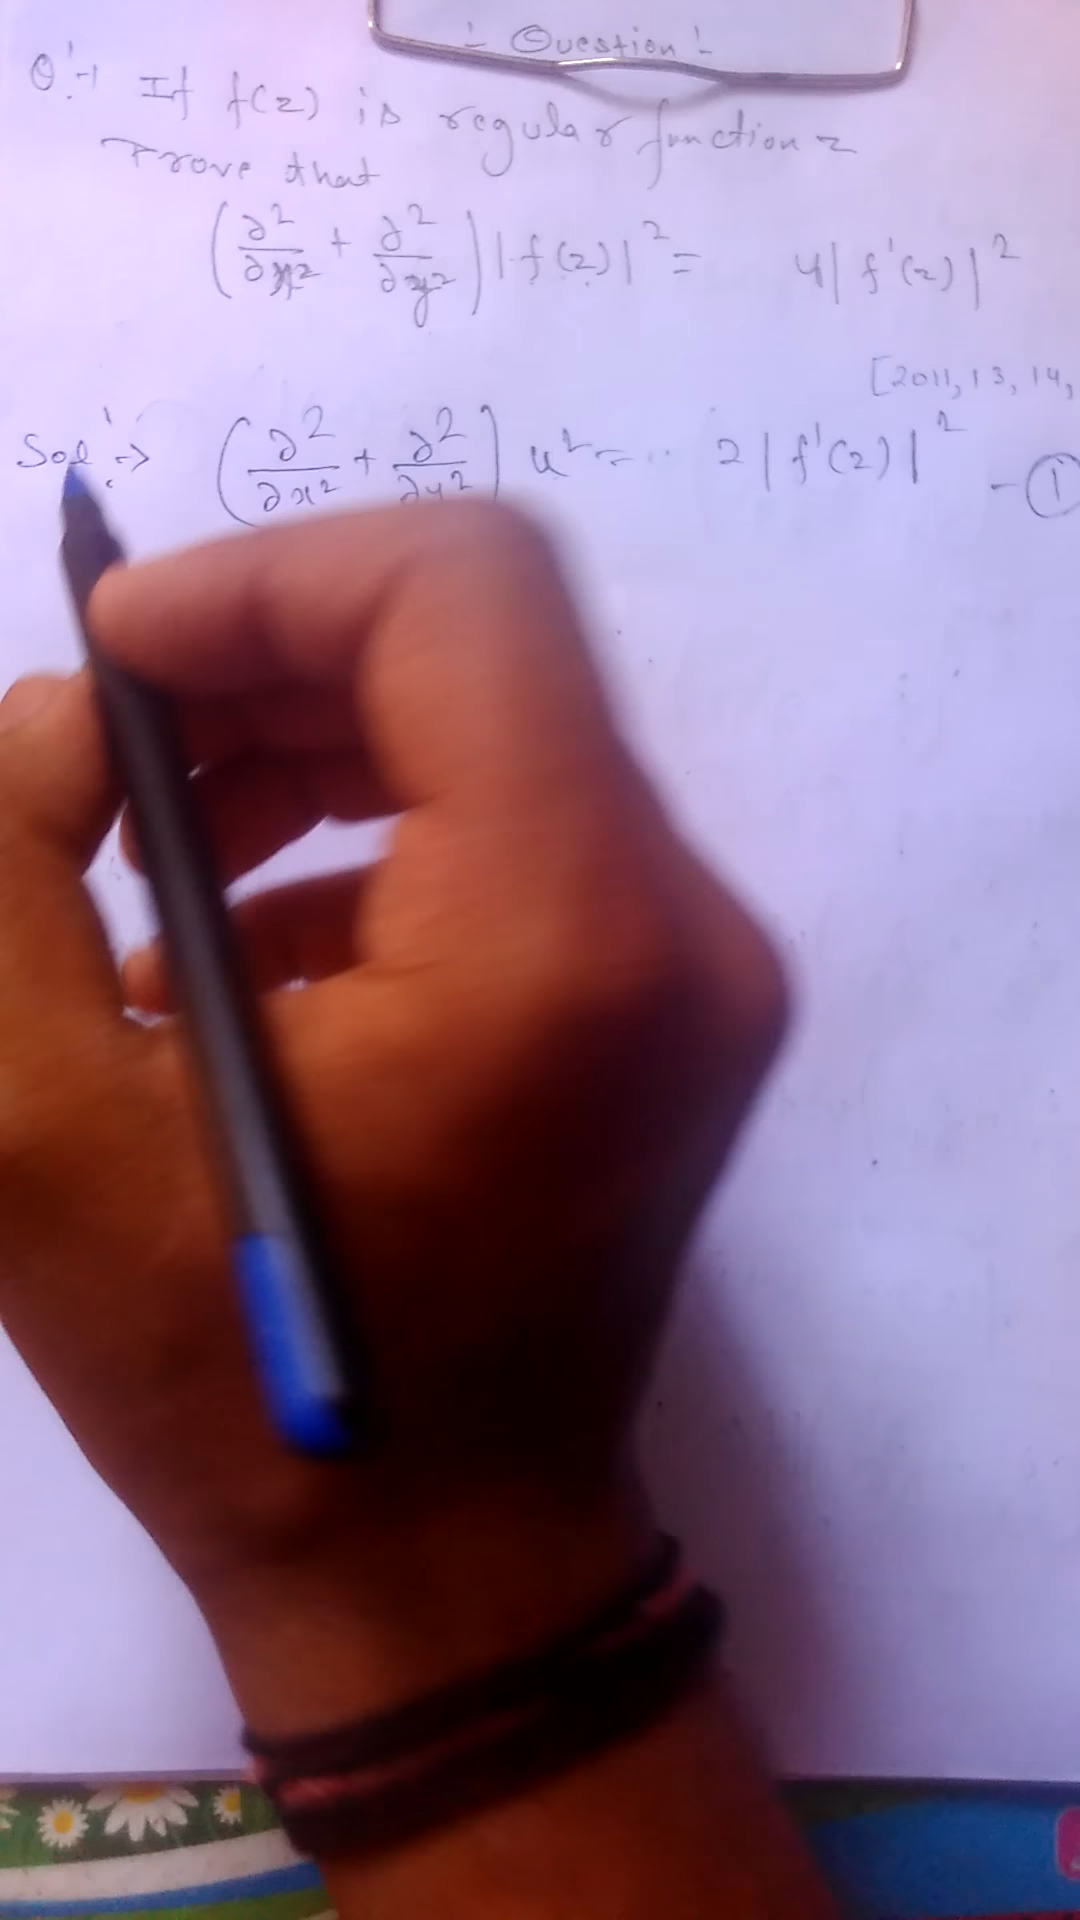 ! Question !
Q.1 If f(z) is regular function z
Prove that
(∂²/∂x² + ∂²/∂y²) |f(z)|² = 4|f'(z)|²
[2011, 13, 14,
Sol :→ (∂²/∂x² + ∂²/∂y²) u² = 2|f'(z)|² - ①